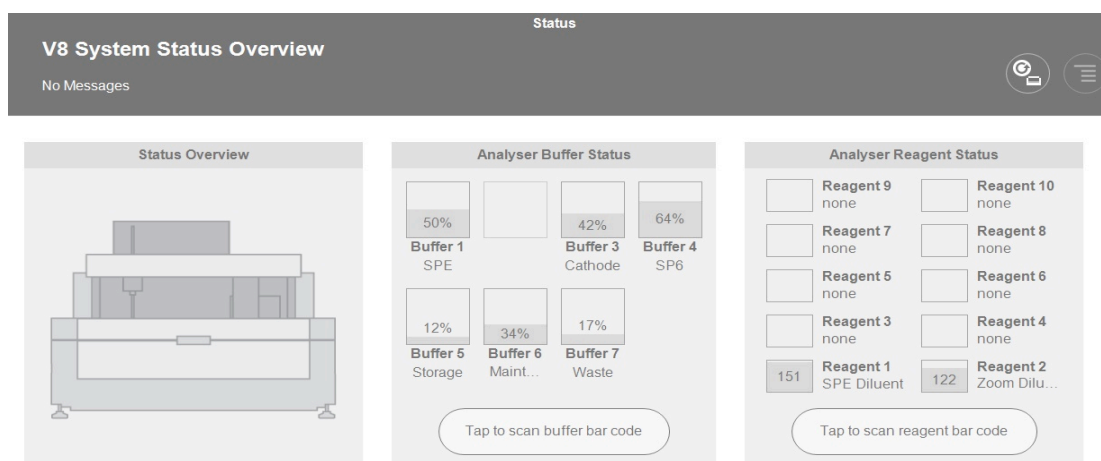 Status
V8 System Status Overview
No Messages
Status Overview
Analyser Buffer Status
50%
42%
64%
Buffer 1
Buffer 3
Buffer 4
SPE
Cathode
SP6
12%
34%
17%
Buffer 5
Buffer 6
Buffer 7
Storage
Maint...
Waste
Tap to scan buffer bar code
Analyser Reagent Status
Reagent 9
none
Reagent 10
none
Reagent 7
none
Reagent 8
none
Reagent 5
none
Reagent 6
none
Reagent 3
none
Reagent 4
none
151
Reagent 1
SPE Diluent
122
Reagent 2
Zoom Dilu...
Tap to scan reagent bar code